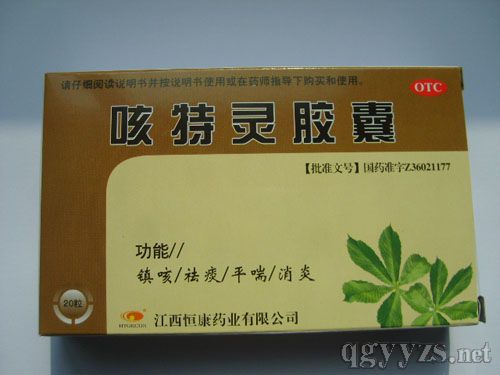 请仔细阅读说明书并按说明书使用或在药师指导下购买和使用。
OTC
咳特灵胶囊
【批准文号】国药准字Z36021177
功能//
镇咳/祛痰/平喘/消炎
20粒
江西恒康药业有限公司
qgyyzs.net